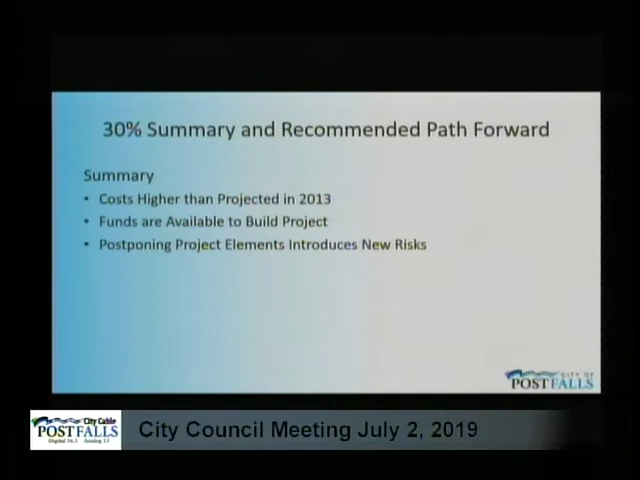 30% Summary and Recommended Path Forward
Summary
• Costs Higher than Projected in 2013
• Funds are Available to Build Project
• Postponing Project Elements Introduces New Risks
CITY OF
POST FALLS
City Cable
POST FALLS
City Council Meeting July 2, 2019